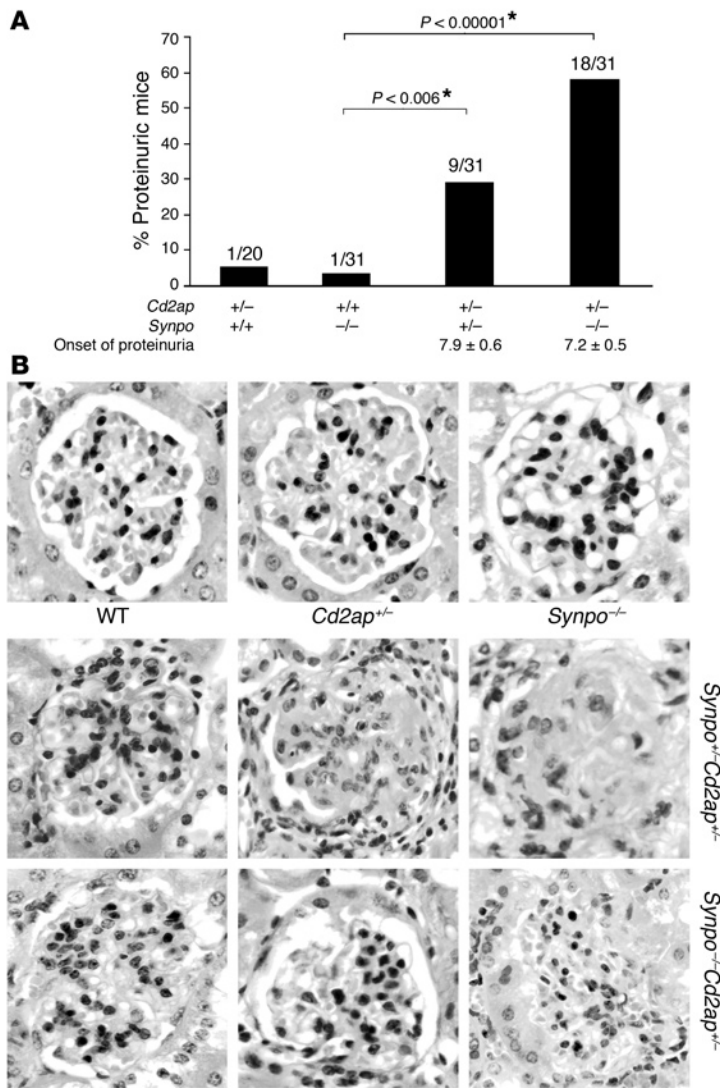 A
P < 0.00001*
18/31
P < 0.006*
9/31
1/20
1/31
% Proteinuric mice
70
60
50
40
30
20
10
0
Cd2ap +/– +/+ +/– +/–
Synpo +/+ –/– +/– –/–
Onset of proteinuria 7.9 ± 0.6 7.2 ± 0.5
B
WT Cd2ap+/– Synpo–/–
Synpo+/–Cd2ap+/–
Synpo–/–Cd2ap+/–